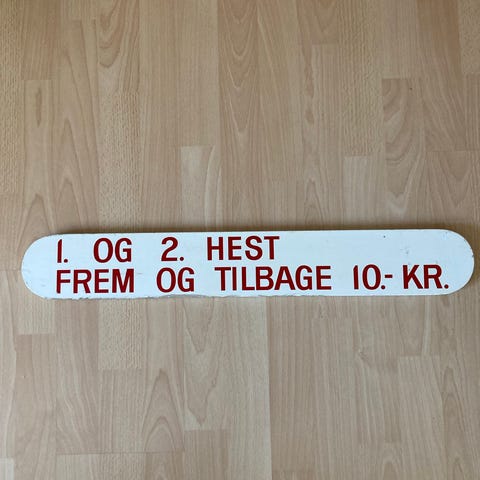 1. OG 2. HEST
FREM OG TILBAGE 10.- KR.